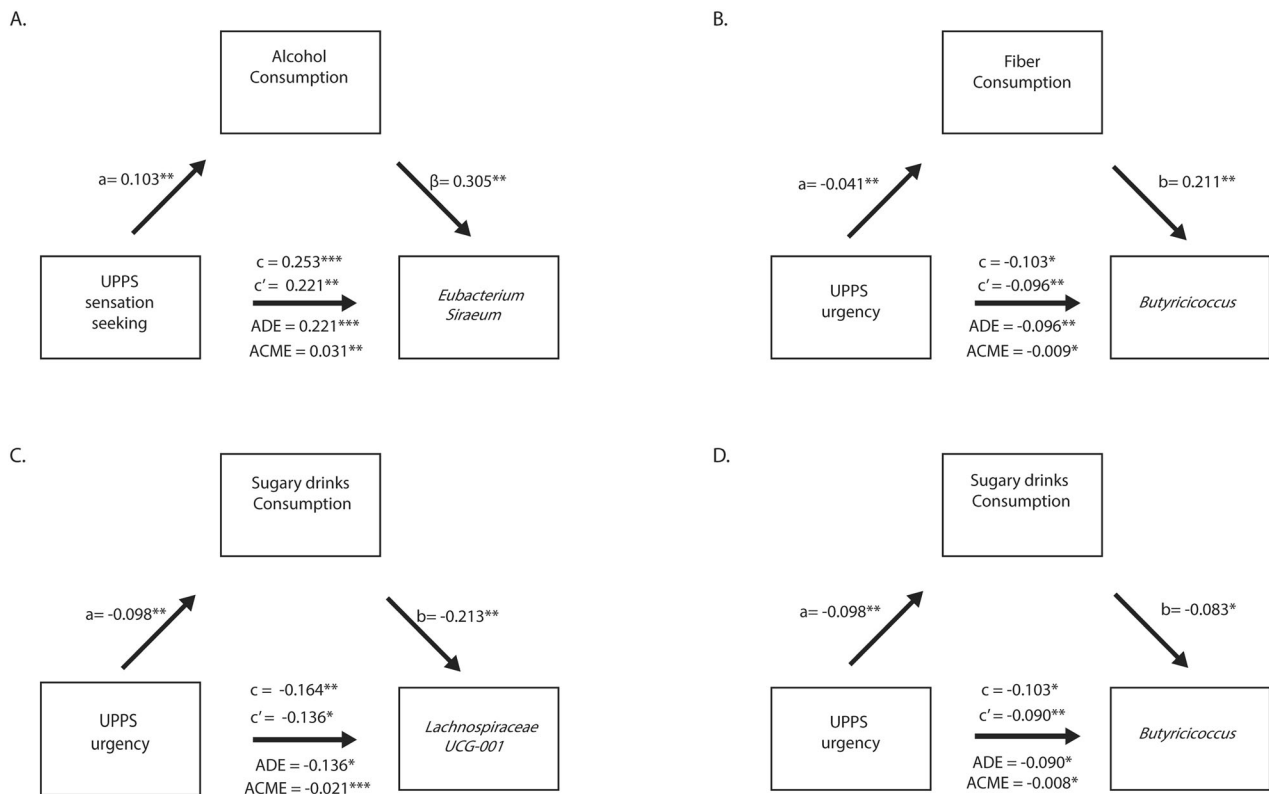 A.
Alcohol
Consumption
a= 0.103**
β= 0.305**
UPPS
sensation
seeking
c = 0.253***
c’ = 0.221**
ADE = 0.221***
ACME = 0.031**
Eubacterium
Siraeum
B.
Fiber
Consumption
a= -0.041**
b= 0.211**
UPPS
urgency
c = -0.103*
c’ = -0.096**
ADE = -0.096**
ACME = -0.009*
Butyricicoccus
C.
Sugary drinks
Consumption
a= -0.098**
b= -0.213**
UPPS
urgency
c = -0.164**
c’ = -0.136*
ADE = -0.136*
ACME = -0.021***
Lachnospiraceae
UCG-001
D.
Sugary drinks
Consumption
a= -0.098**
b= -0.083*
UPPS
urgency
c = -0.103*
c’ = -0.090**
ADE = -0.090*
ACME = -0.008*
Butyricicoccus